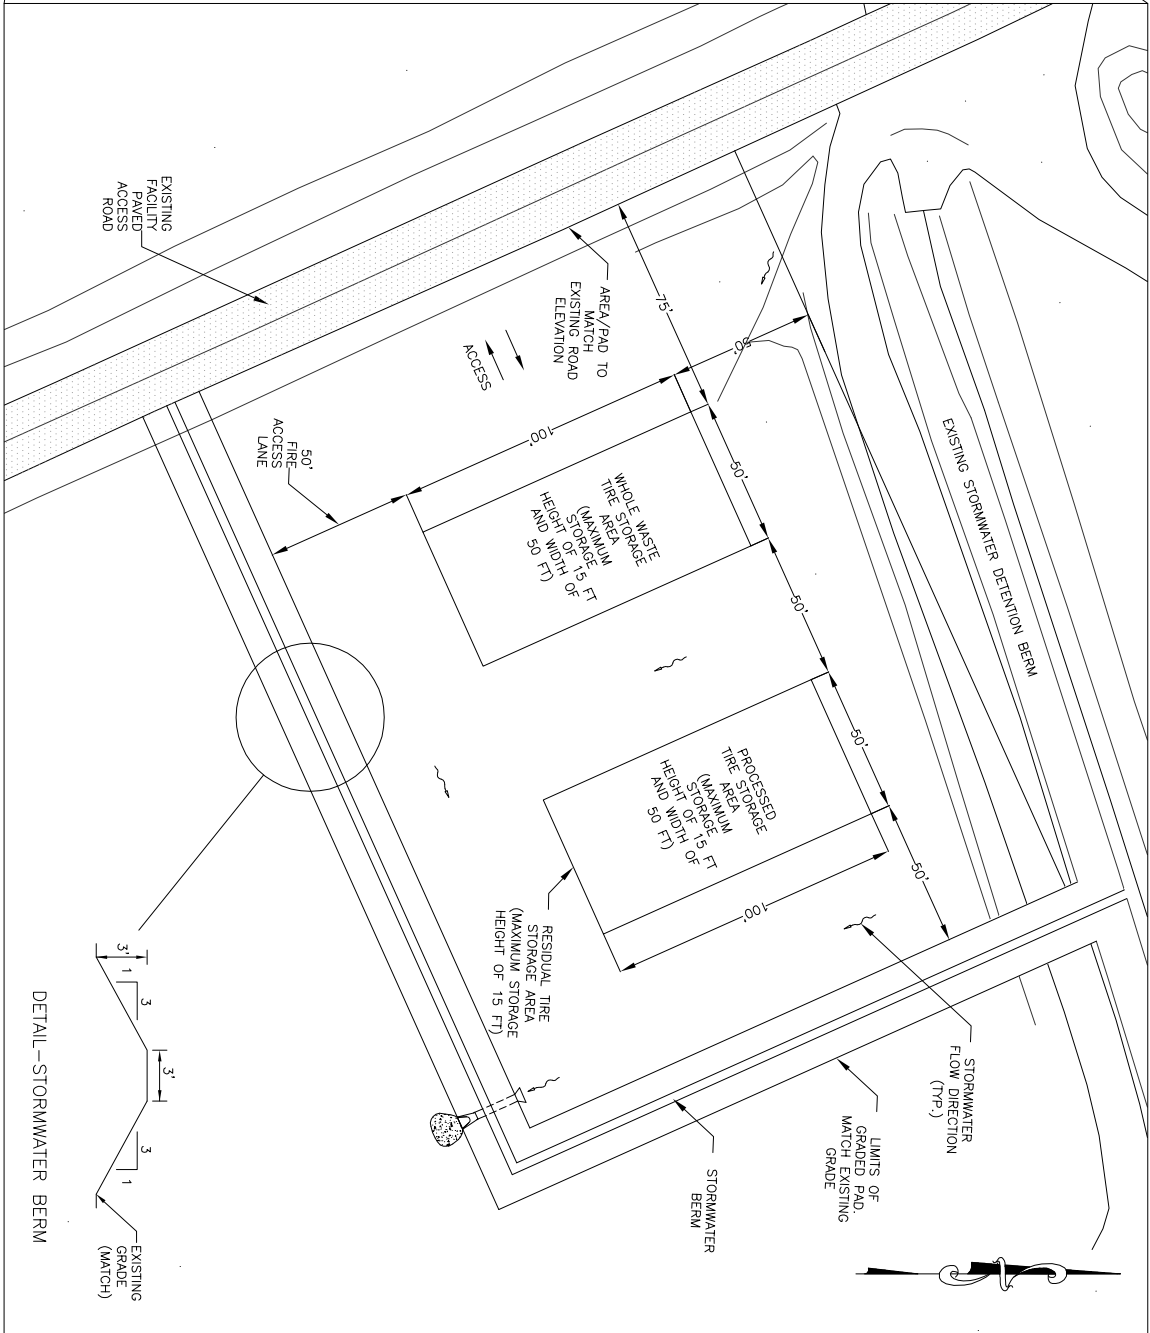 EXISTING
FACILITY
PAVED
ACCESS
ROAD
AREA/PAD TO
MATCH
EXISTING ROAD
ELEVATION
ACCESS
50'
FIRE
ACCESS
LANE
75'
50'
100'
50'
50'
50'
50'
100'
WHOLE WASTE
TIRE STORAGE
AREA
(MAXIMUM
STORAGE
HEIGHT OF 15 FT
AND WIDTH OF
50 FT)
PROCESSED
TIRE STORAGE
AREA
(MAXIMUM
STORAGE
HEIGHT OF 15 FT
AND WIDTH OF
50 FT)
EXISTING STORMWATER DETENTION BERM
RESIDUAL TIRE
STORAGE AREA
(MAXIMUM STORAGE
HEIGHT OF 15 FT)
STORMWATER
FLOW DIRECTION
(TYP.)
LIMITS OF
GRADED PAD.
MATCH EXISTING
GRADE
STORMWATER
BERM
3'
1
3
3'
3
1
EXISTING
GRADE
(MATCH)
DETAIL-STORMWATER BERM